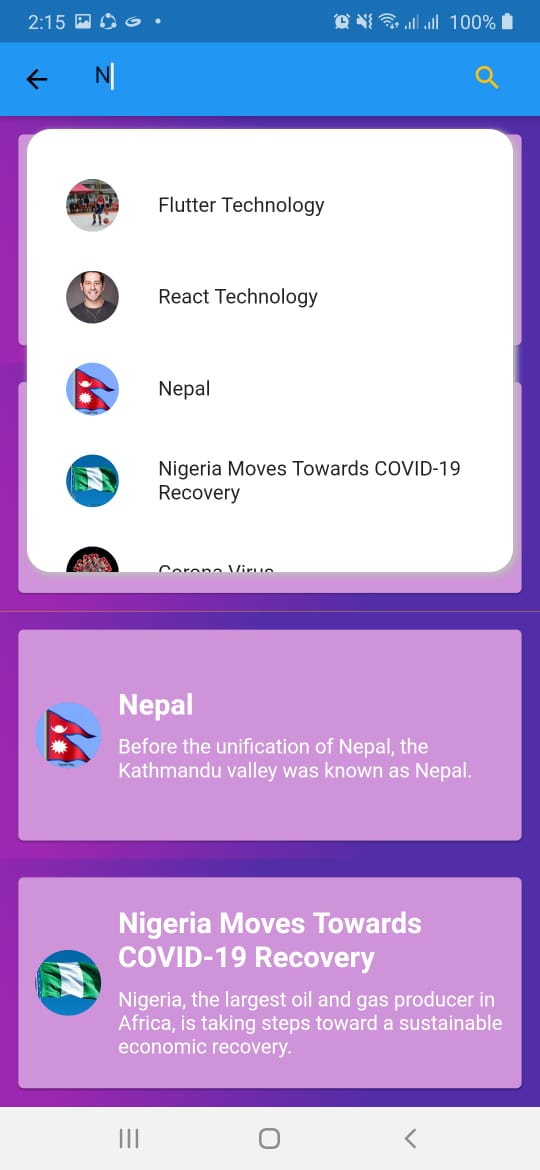 2:15 100%
N
Flutter Technology
React Technology
Nepal
Nigeria Moves Towards COVID-19
Recovery
Corona Virus
Nepal
Before the unification of Nepal, the
Kathmandu valley was known as Nepal.
Nigeria Moves Towards
COVID-19 Recovery
Nigeria, the largest oil and gas producer in
Africa, is taking steps toward a sustainable
economic recovery.